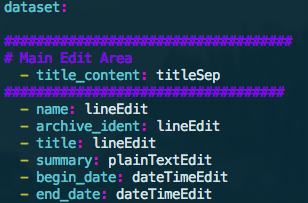 dataset:
####################################
# Main Edit Area
  - title_content: titleSep
###################################
  - name: lineEdit
  - archive_ident: lineEdit
  - title: lineEdit
  - summary: plainTextEdit
  - begin_date: dateTimeEdit
  - end_date: dateTimeEdit